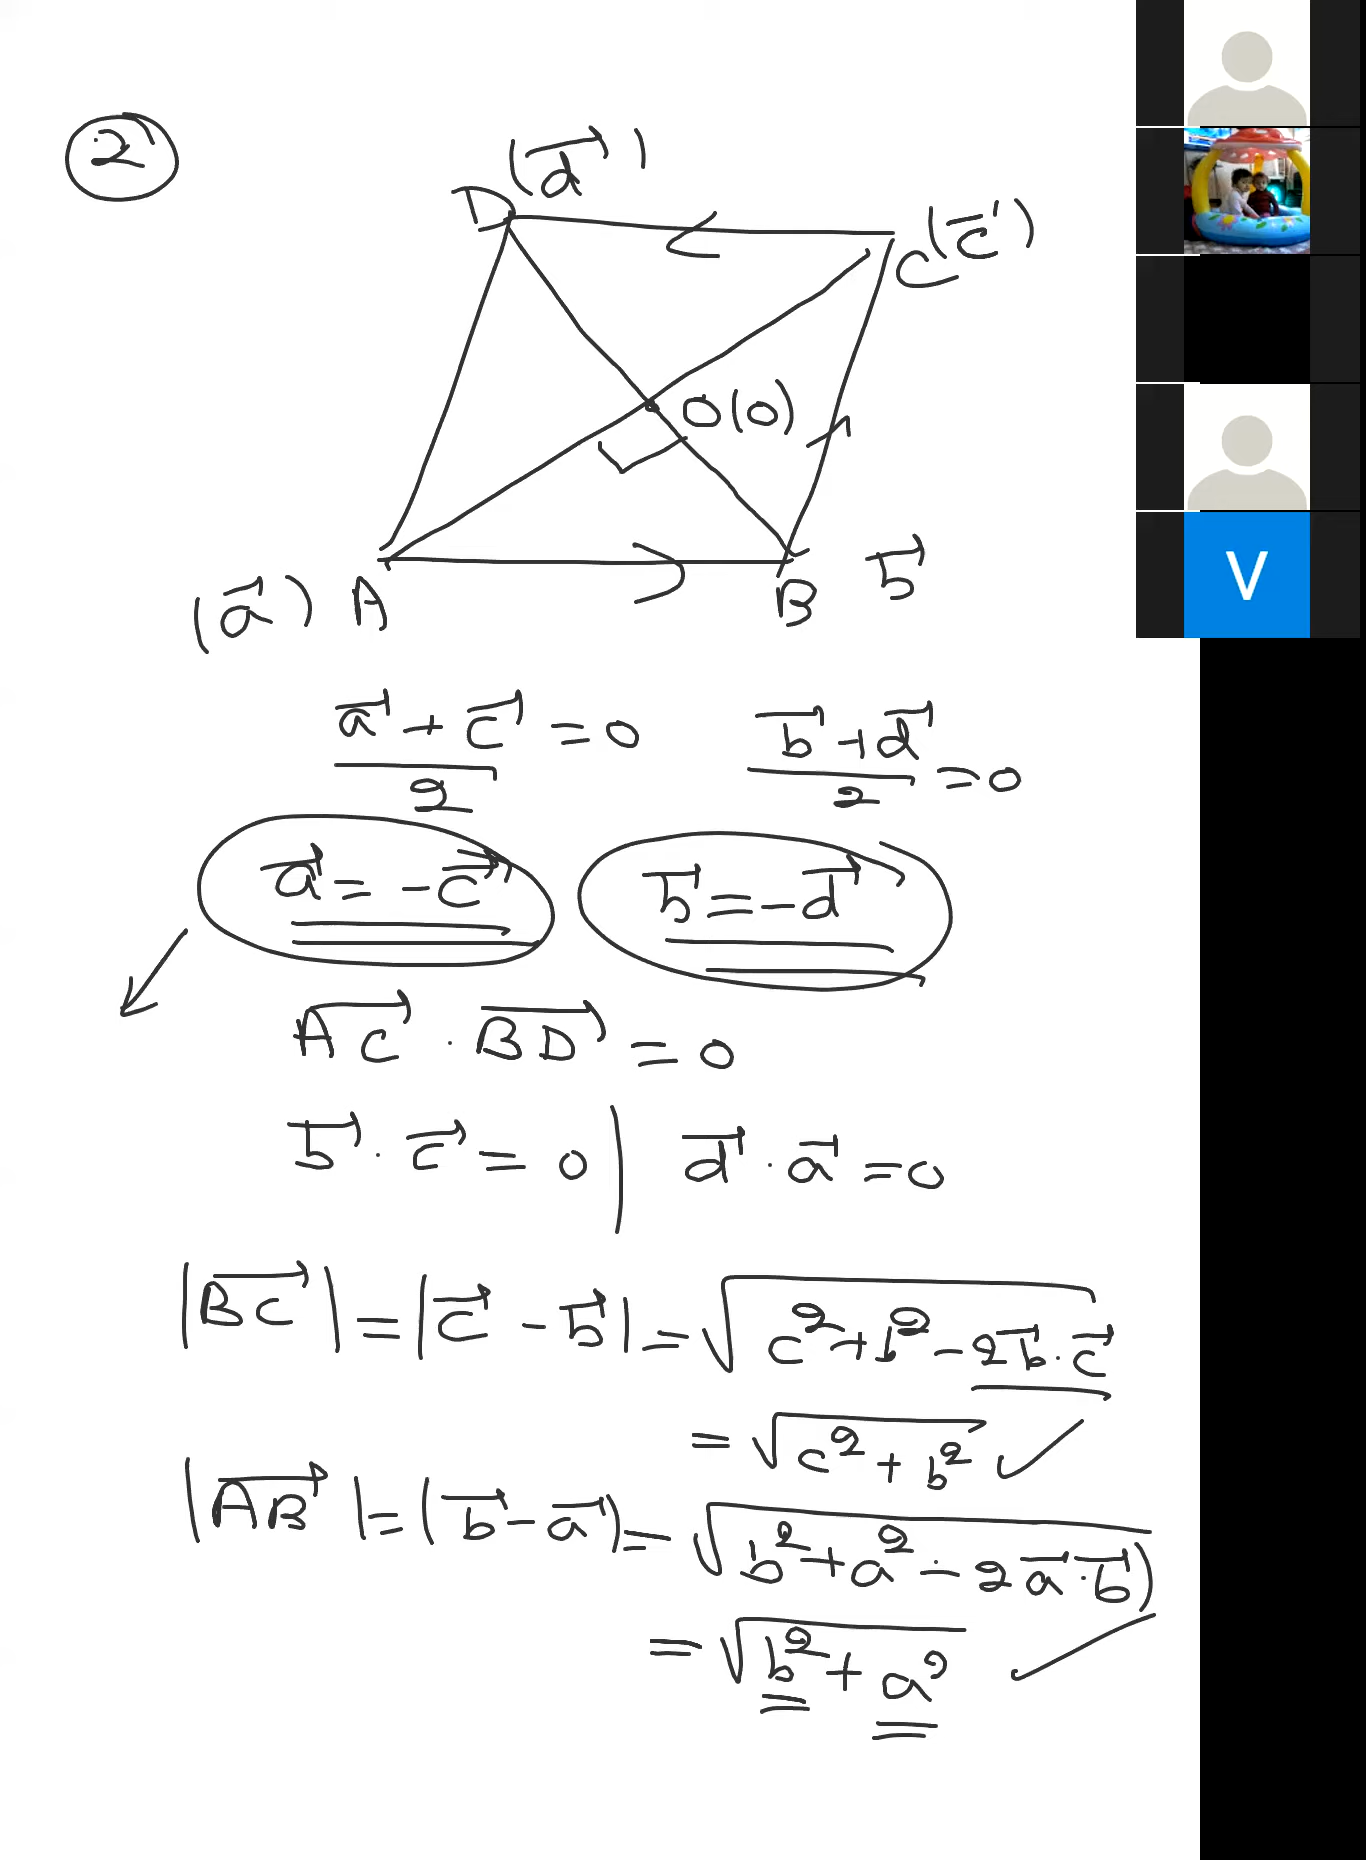 2
D (d⃗)
C (c⃗)
O(0)
(a⃗) A
B b⃗
(a⃗ + c⃗)/2 = 0   (b⃗ + d⃗)/2 = 0
a⃗ = -c⃗   b⃗ = -d⃗
AC⃗ · BD⃗ = 0
b⃗ · c⃗ = 0 | d⃗ · a⃗ = 0
|BC⃗| = |c⃗ - b⃗| = √(c² + b² - 2b⃗ · c⃗)
= √(c² + b²) ✓
|AB⃗| = |b⃗ - a⃗| = √(b² + a² - 2a⃗ · b⃗)
= √(b² + a²) ✓
V